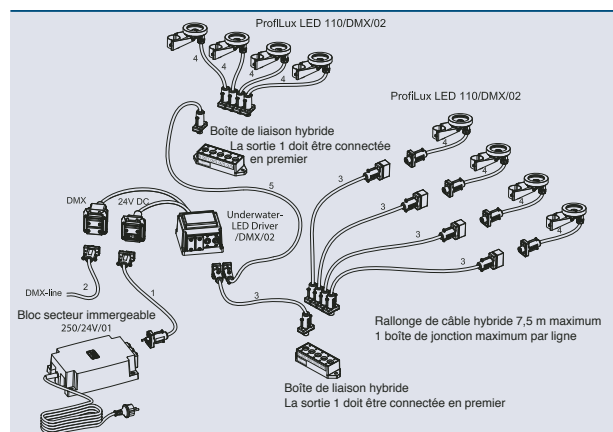 ProfiLux LED 110/DMX/02
4
4
4
4
ProfiLux LED 110/DMX/02
Boîte de liaison hybride
La sortie 1 doit être connectée
en premier
4
3
4
5
3
4
DMX
24V DC
Underwater-
LED Driver
/DMX/02
3
4
3
2
1
DMX-line
3
Bloc secteur immergeable
250/24V/01
Rallonge de câble hybride 7,5 m maximum
1 boîte de jonction maximum par ligne
Boîte de liaison hybride
La sortie 1 doit être connectée en premier